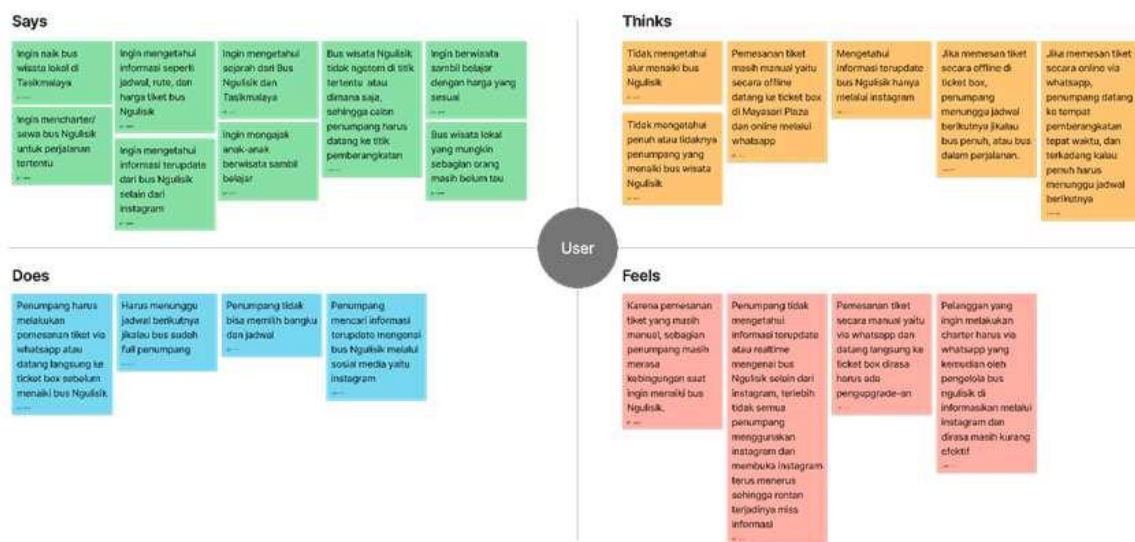 Says
Ingin naik bus
wisata lokal di
Tasikmalaya
Ingin mencharter/
sewa bus Ngulisik
untuk perjalanan
tertentu
Ingin mengetahui
informasi seperti
jadwal, rute, dan
harga tiket bus
Ngulisik
Ingin mengetahui
informasi terupdate
dari bus Ngulisik
selain dari
instagram
Ingin mengetahui
sejarah dari Bus
Ngulisik dan
Tasikmalaya
Ingin mengajak
anak-anak
berwisata sambil
belajar
Bus wisata Ngulisik
tidak ngetem di titik
tertentu atau
dimana saja,
sehingga calon
penumpang harus
datang ke titik
pemberangkatan
Ingin berwisata
sambil belajar
dengan harga yang
sesuai
Bus wisata lokal
yang mungkin
sebagian orang
masih belum tau
Thinks
Tidak mengetahui
alur menaiki bus
Ngulisik
Tidak mengetahui
penuh atau tidaknya
penumpang yang
menaiki bus wisata
Ngulisik
Pemesanan tiket
masih manual yaitu
secara offline
datang ke ticket box
di Mayasari Plaza
dan online melalui
whatsapp
Mengetahui
informasi terupdate
bus Ngulisik hanya
melalui instagram
Jika memesan tiket
secara offline di
ticket box,
penumpang
menungga jadwal
berikutnya jikalau
bus penuh, atau bus
dalam perjalanan.
Jika memesan tiket
secara online via
whatsapp,
penumpang datang
ke tempat
pemberangkatan
tepat waktu, dan
terkadang kalau
penuh harus
menunggu jadwal
berikutnya
User
Does
Penumpang harus
melakukan
pemesanan tiket via
whatsapp atau
datang langsung ke
ticket box sebelum
menaiki bus Ngulisik
Harus menunggu
jadwal berikutnya
jikalau bus sudah
full penumpang
Penumpang tidak
bisa memilih bangku
dan jadwal
Penumpang
mencari informasi
terupdate mengenai
bus Ngulisik melalui
sosial media yaitu
instagram
Feels
Karena pemesanan
tiket yang masih
manual, sebagian
penumpang masih
merasa
kebingungan saat
ingin menaiki bus
Ngulisik.
Penumpang tidak
mengetahui
informasi terupdate
atau realtime
mengenai bus
Ngulisik selain dari
instagram, terlebih
tidak semua
penumpang
menggunakan
instagram dan
membuka instagram
terus menerus
sehingga rentan
terjadinya miss
informasi
Pemesanan tiket
secara manual yaitu
via whatsapp dan
datang langsung ke
ticket box dirasa
harus ada
pengupgrade-an
Pelanggan yang
ingin melakukan
charter harus via
whatsapp yang
kemudian oleh
pengelola bus
ngulisik di
informasikan melalui
instagram dan
dirasa masih kurang
efektif